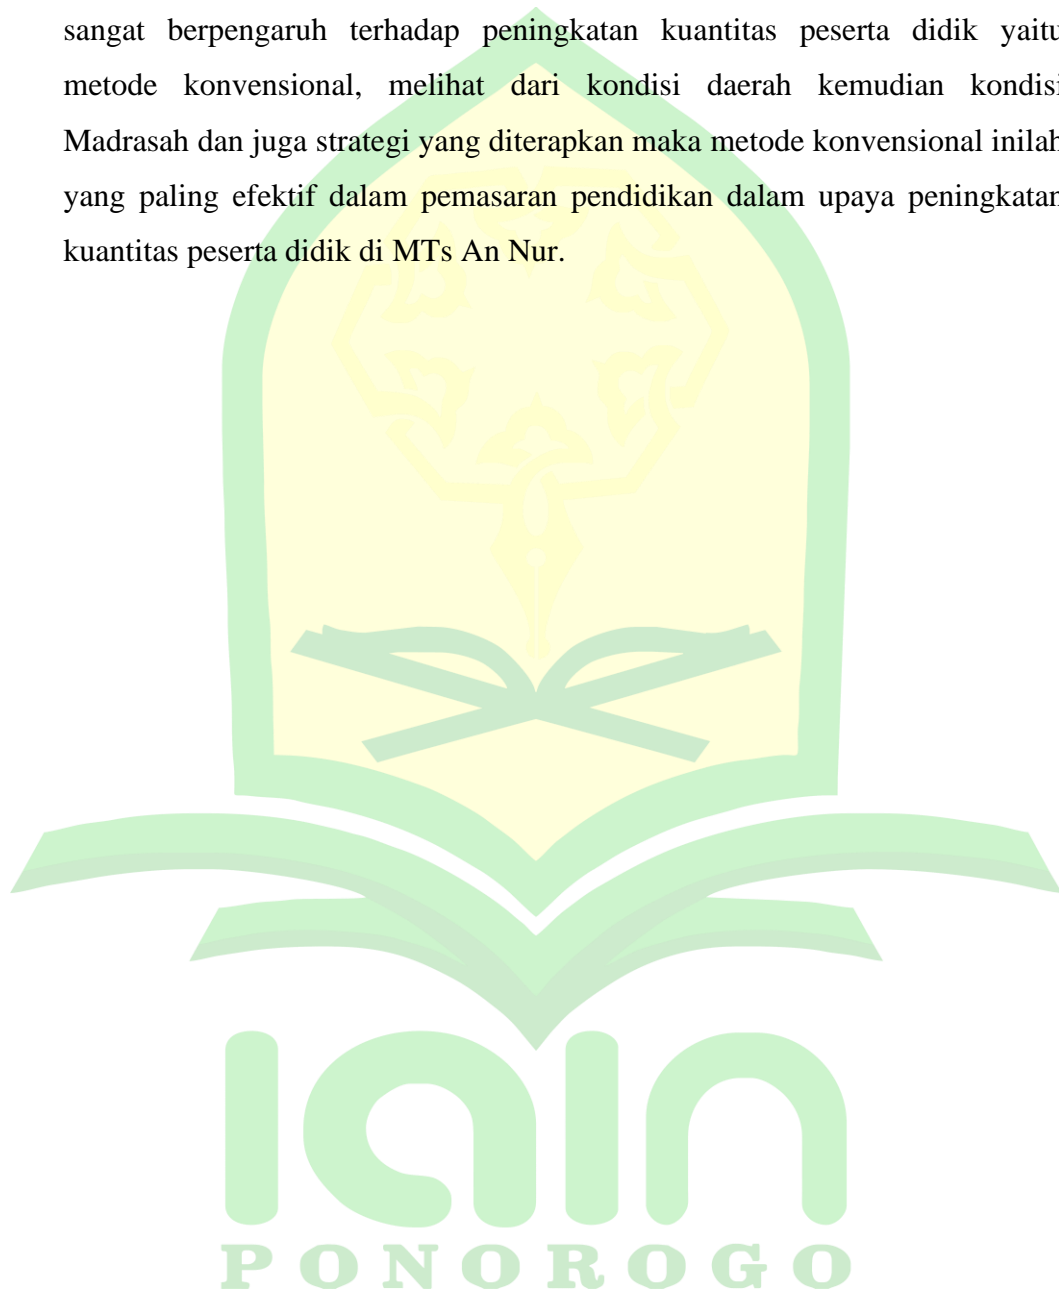 sangat berpengaruh terhadap peningkatan kuantitas peserta didik yaitu
metode konvensional, melihat dari kondisi daerah kemudian kondisi
Madrasah dan juga strategi yang diterapkan maka metode konvensional inilah
yang paling efektif dalam pemasaran pendidikan dalam upaya peningkatan
kuantitas peserta didik di MTs An Nur.
IAIN
PONOROGO